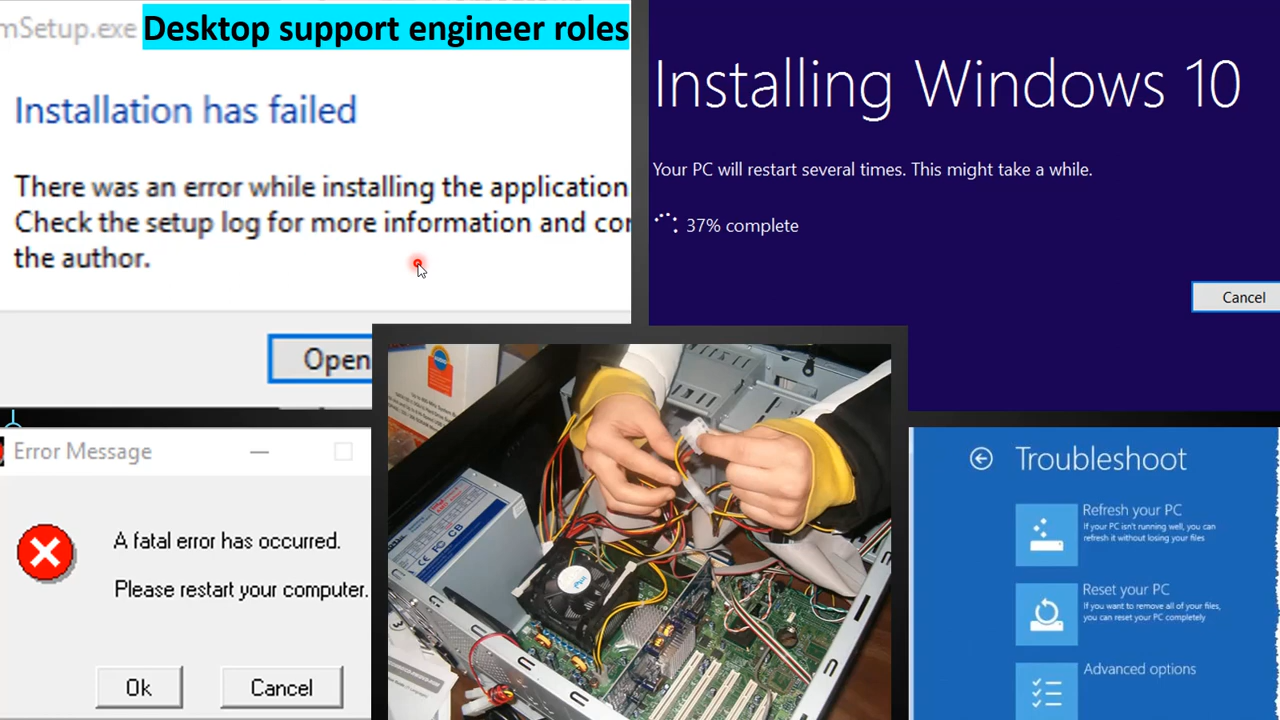 mSetup.exe
Desktop support engineer roles
Installation has failed
There was an error while installing the application
Check the setup log for more information and con
the author.
Open
Installing Windows 10
Your PC will restart several times. This might take a while.
37% complete
Cancel
Error Message
A fatal error has occurred.
Please restart your computer.
Ok
Cancel
CE FC CB
Troubleshoot
Refresh your PC
If your PC isn't running well, you can
refresh it without losing your files
Reset your PC
If you want to remove all of your files,
you can reset your PC completely
Advanced options